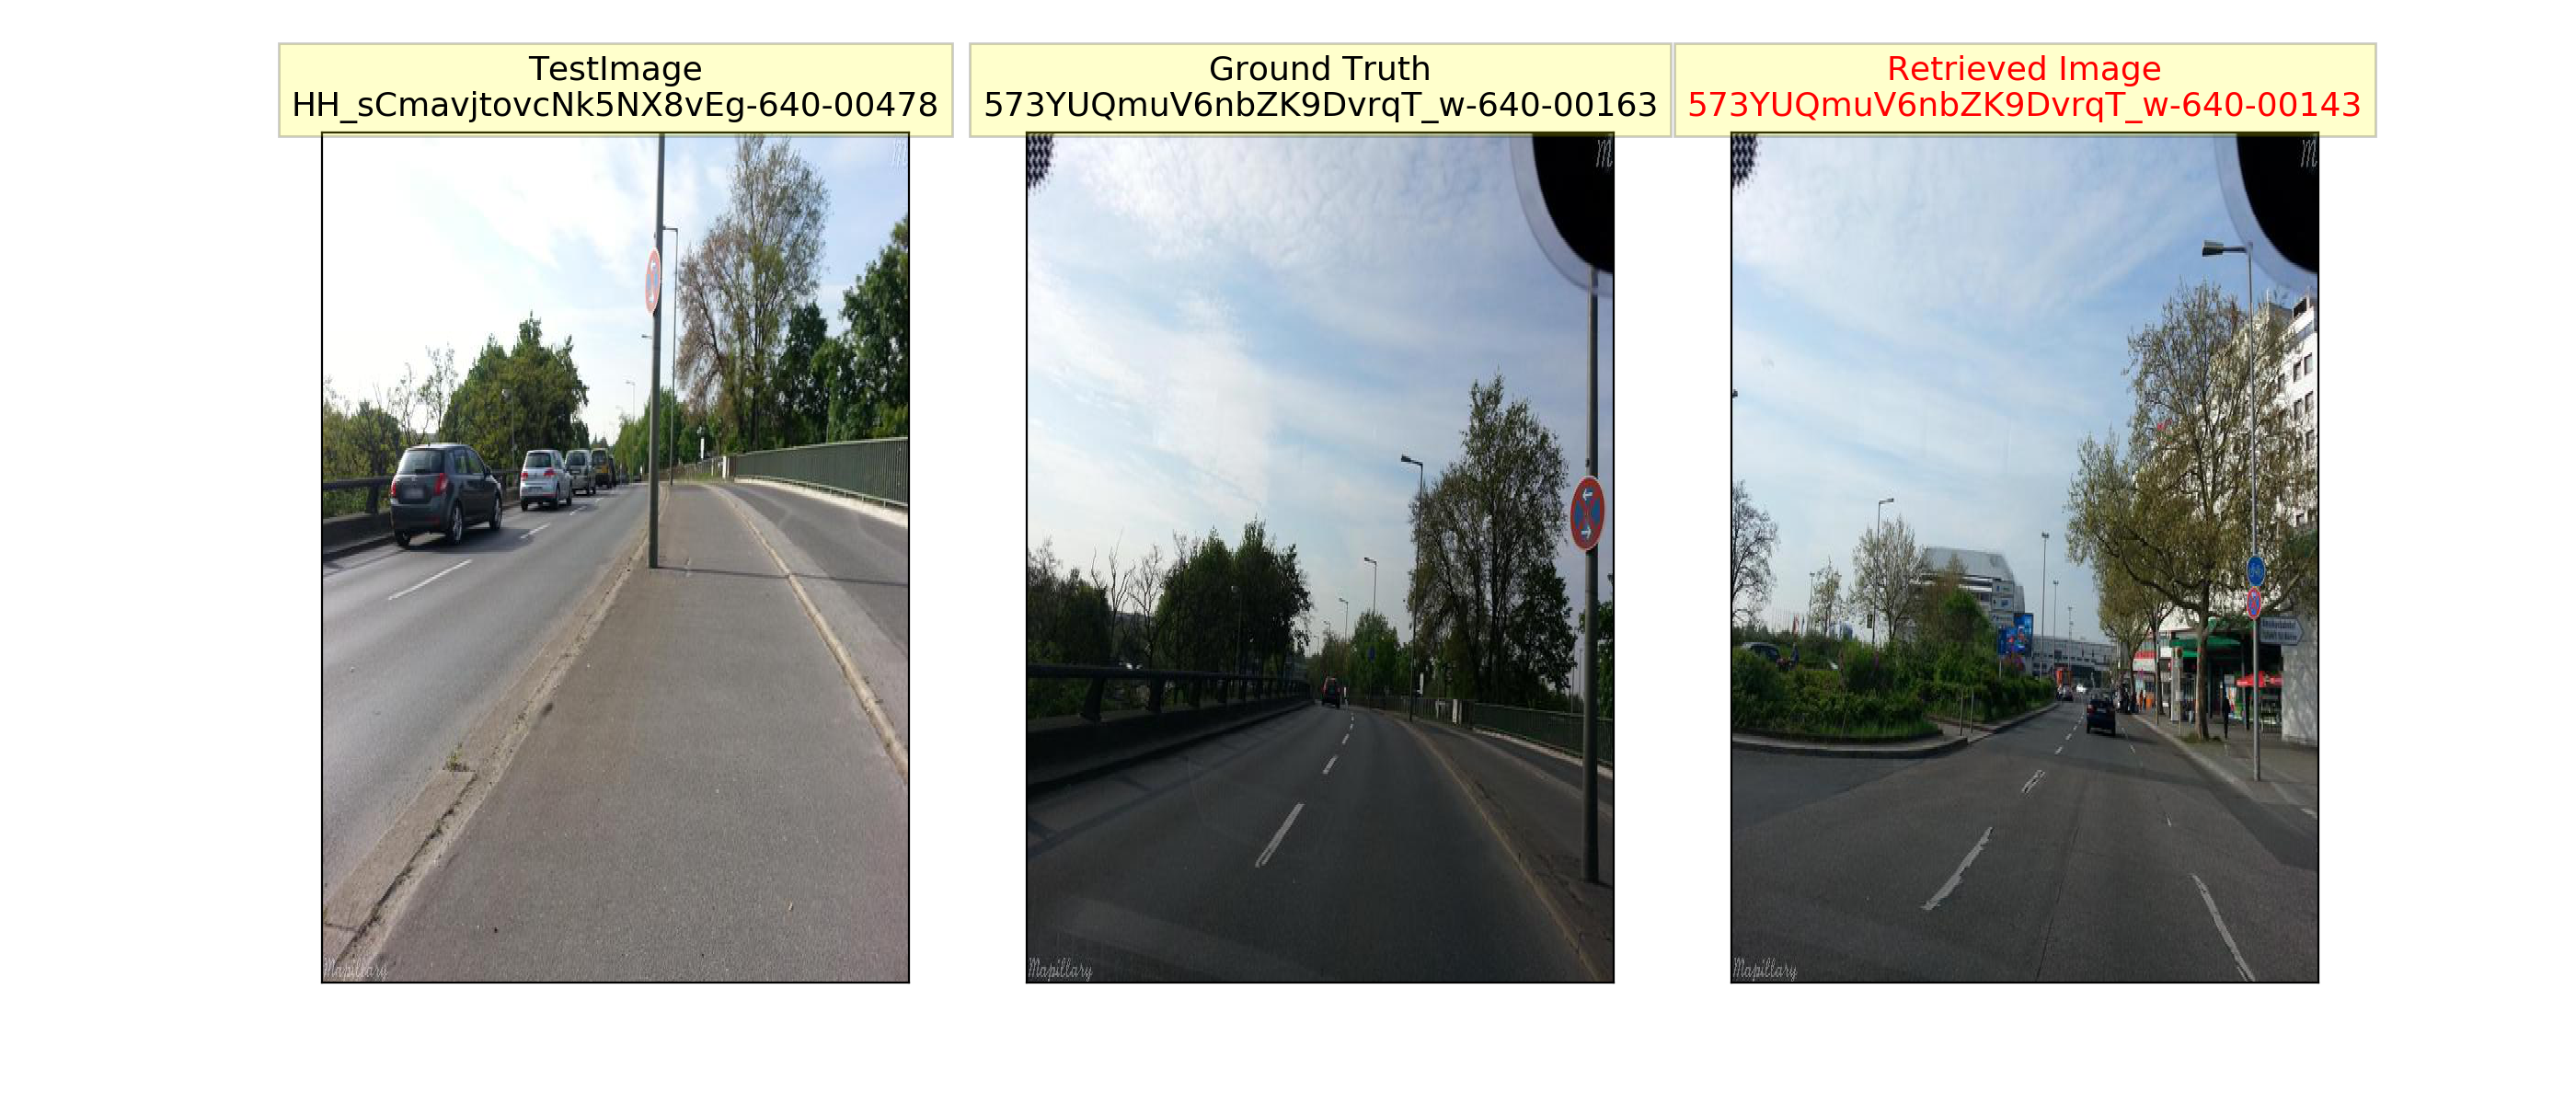 TestImage
HH_sCmavjtovcNk5NX8vEg-640-00478
Ground Truth
573YUQmuV6nbZK9DvrqT_w-640-00163
Retrieved Image
573YUQmuV6nbZK9DvrqT_w-640-00143
M
M
M
Mapillary
Mapillary
Mapillary